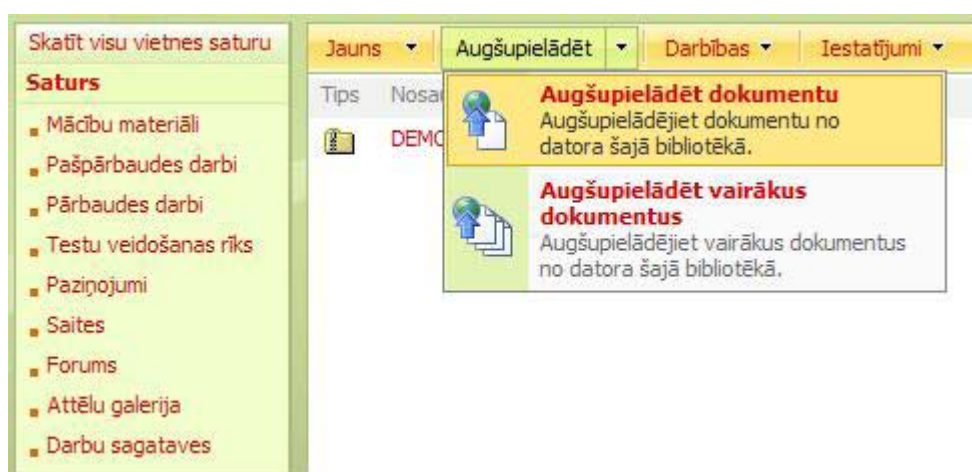 Skatīt visu vietnes saturu
Saturs
Mācību materiāli
Pašpārbaudes darbi
Pārbaudes darbi
Testu veidošanas rīks
Paziņojumi
Saites
Forums
Attēlu galerija
Darbu sagataves
Jauns Augšupielādēt Darbības Iestatījumi
Tips
Augšupielādēt dokumentu
Augšupielādējiet dokumentu no
datora šajā bibliotēkā.
Augšupielādēt vairākus
dokumentus
Augšupielādējiet vairākus dokumentus
no datora šajā bibliotēkā.